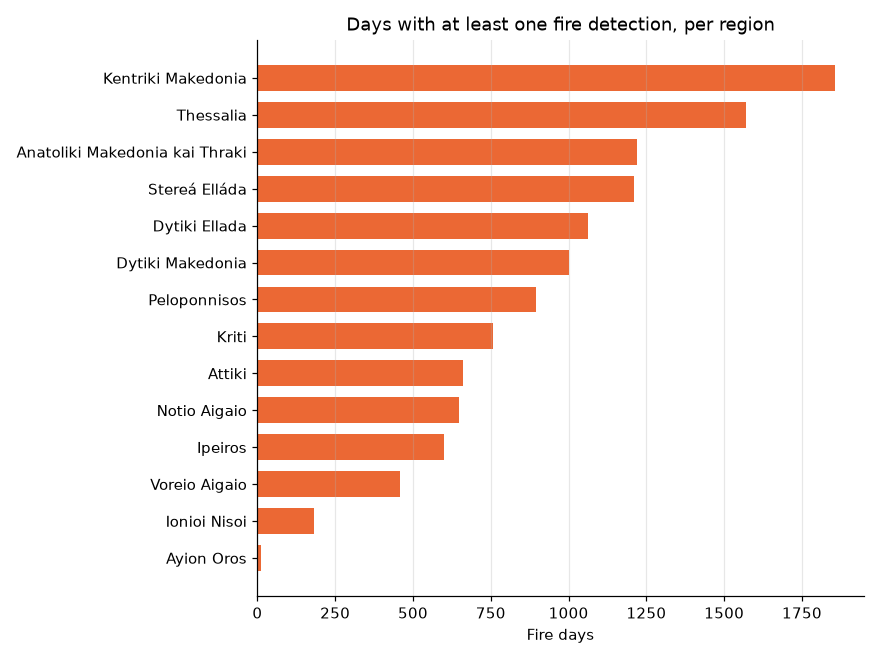 Days with at least one fire detection, per region
Kentriki Makedonia
Thessalia
Anatoliki Makedonia kai Thraki
Stereá Elláda
Dytiki Ellada
Dytiki Makedonia
Peloponnisos
Kriti
Attiki
Notio Aigaio
Ipeiros
Voreio Aigaio
Ionioi Nisoi
Ayion Oros
0 250 500 750 1000 1250 1500 1750
Fire days